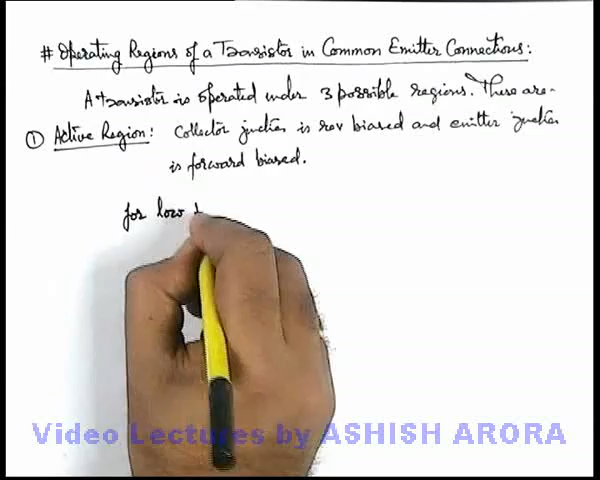 # Operating Regions of a Transistor in Common Emitter Connections:
A transistor is operated under 3 possible regions. These are-
① Active Region: Collector junction is rev biased and emitter junction
is forward biased.
for low
Video Lectures by ASHISH ARORA